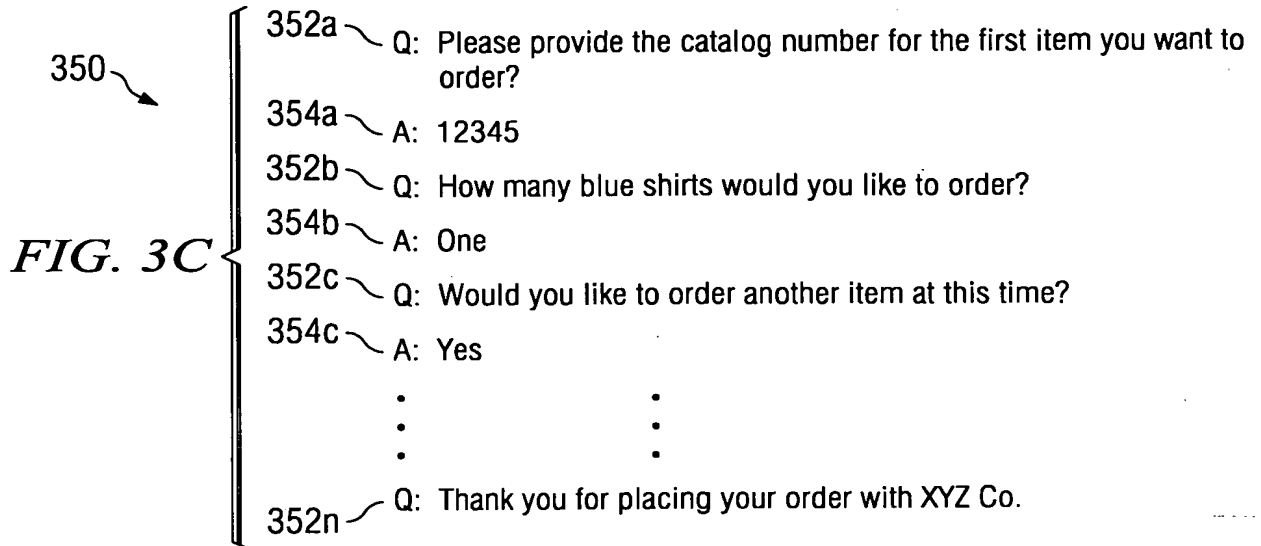 352a Q: Please provide the catalog number for the first item you want to
order?
350
354a A: 12345
352b Q: How many blue shirts would you like to order?
354b A: One
FIG. 3C
352c Q: Would you like to order another item at this time?
354c A: Yes
352n Q: Thank you for placing your order with XYZ Co.